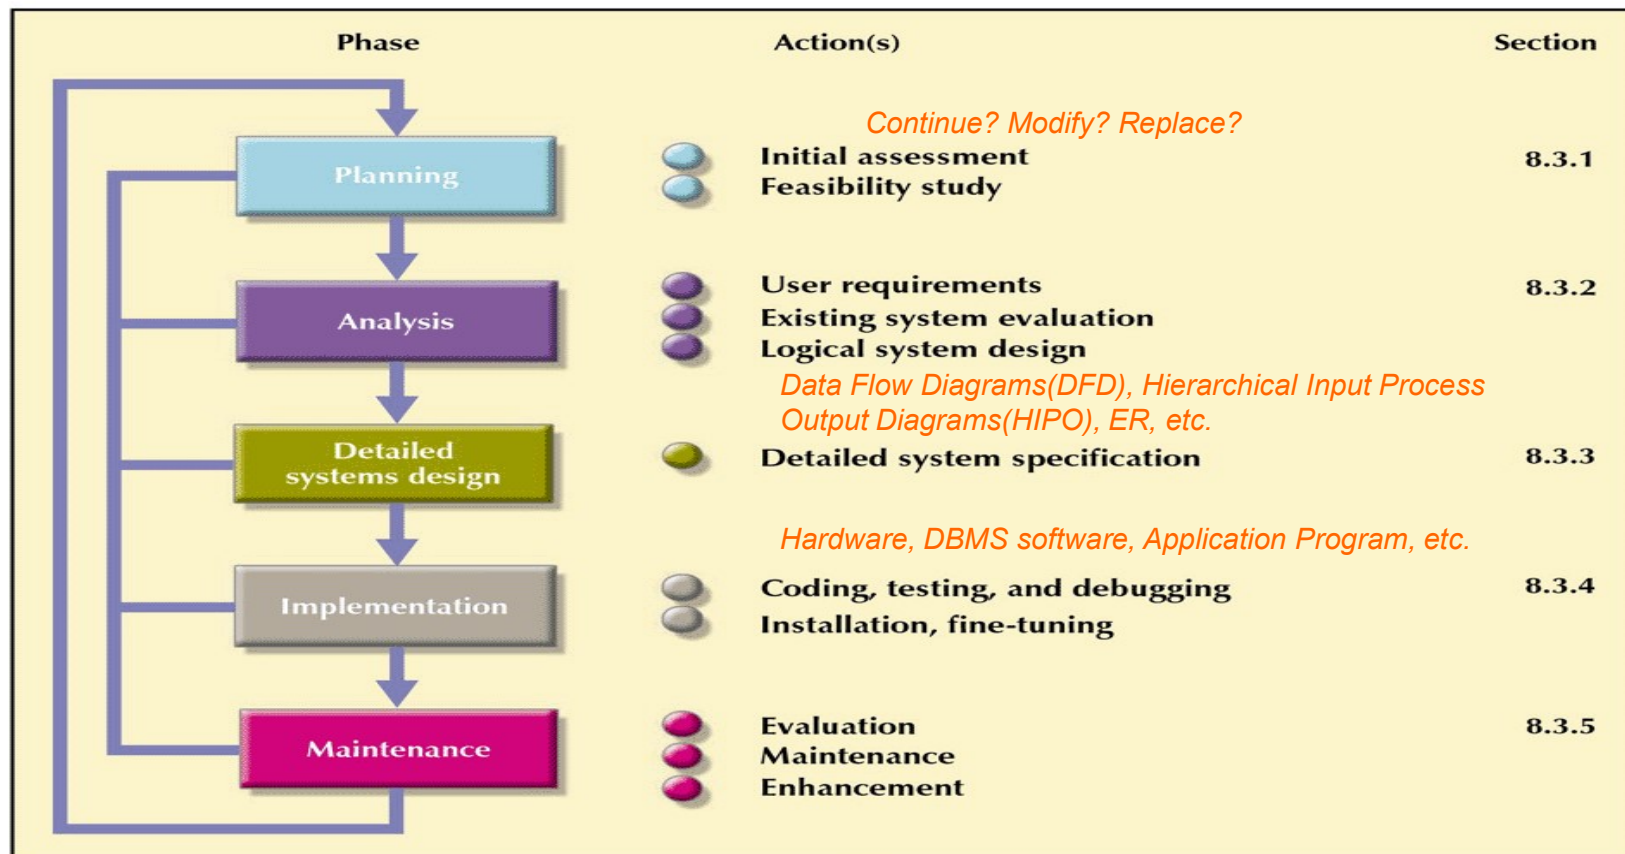 Phase Action(s) Section
Continue? Modify? Replace?
Planning
Initial assessment 8.3.1
Feasibility study
User requirements 8.3.2
Analysis
Existing system evaluation
Logical system design
Data Flow Diagrams(DFD), Hierarchical Input Process
Output Diagrams(HIPO), ER, etc.
Detailed
systems design
Detailed system specification 8.3.3
Hardware, DBMS software, Application Program, etc.
Implementation
Coding, testing, and debugging 8.3.4
Installation, fine-tuning
Maintenance
Evaluation 8.3.5
Maintenance
Enhancement